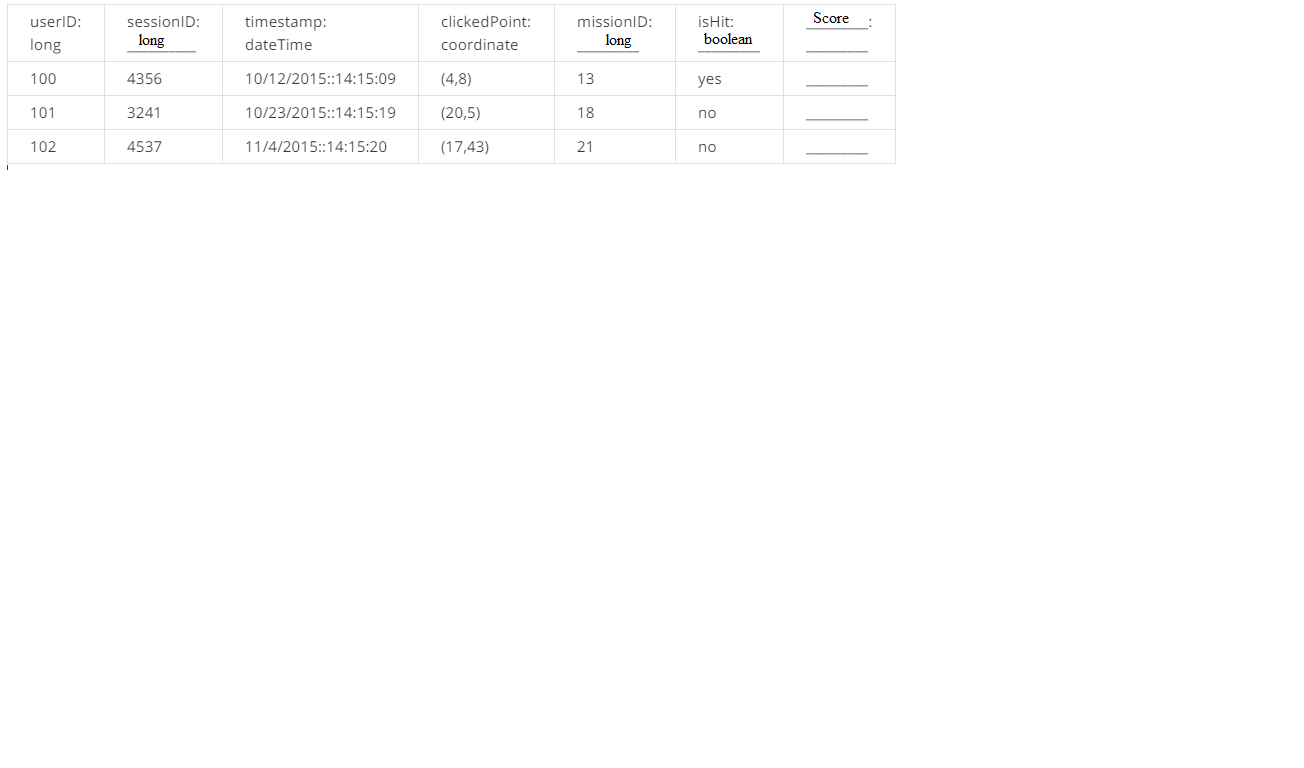 userID: sessionID: timestamp: clickedPoint: missionID: isHit: Score :
long long dateTime coordinate long boolean ________
100 4356 10/12/2015::14:15:09 (4,8) 13 yes ________
101 3241 10/23/2015::14:15:19 (20,5) 18 no ________
102 4537 11/4/2015::14:15:20 (17,43) 21 no ________